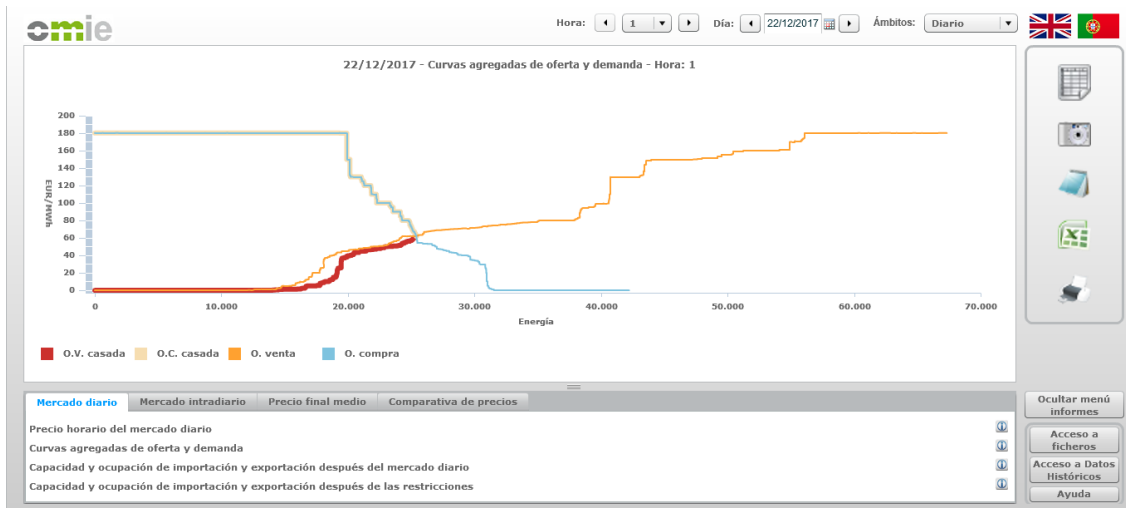 omie
Hora: 1 Día: 22/12/2017 Ámbitos: Diario
22/12/2017 - Curvas agregadas de oferta y demanda - Hora: 1
200
180
160
140
120
100
80
60
40
20
0
EUR/MWh
0 10.000 20.000 30.000 40.000 50.000 60.000 70.000
Energía
O.V. casada O.C. casada O. venta O. compra
Mercado diario Mercado intradiario Precio final medio Comparativa de precios
Precio horario del mercado diario
Curvas agregadas de oferta y demanda
Capacidad y ocupación de importación y exportación después del mercado diario
Capacidad y ocupación de importación y exportación después de las restricciones
Ocultar menú
informes
Acceso a
ficheros
Acceso a Datos
Históricos
Ayuda